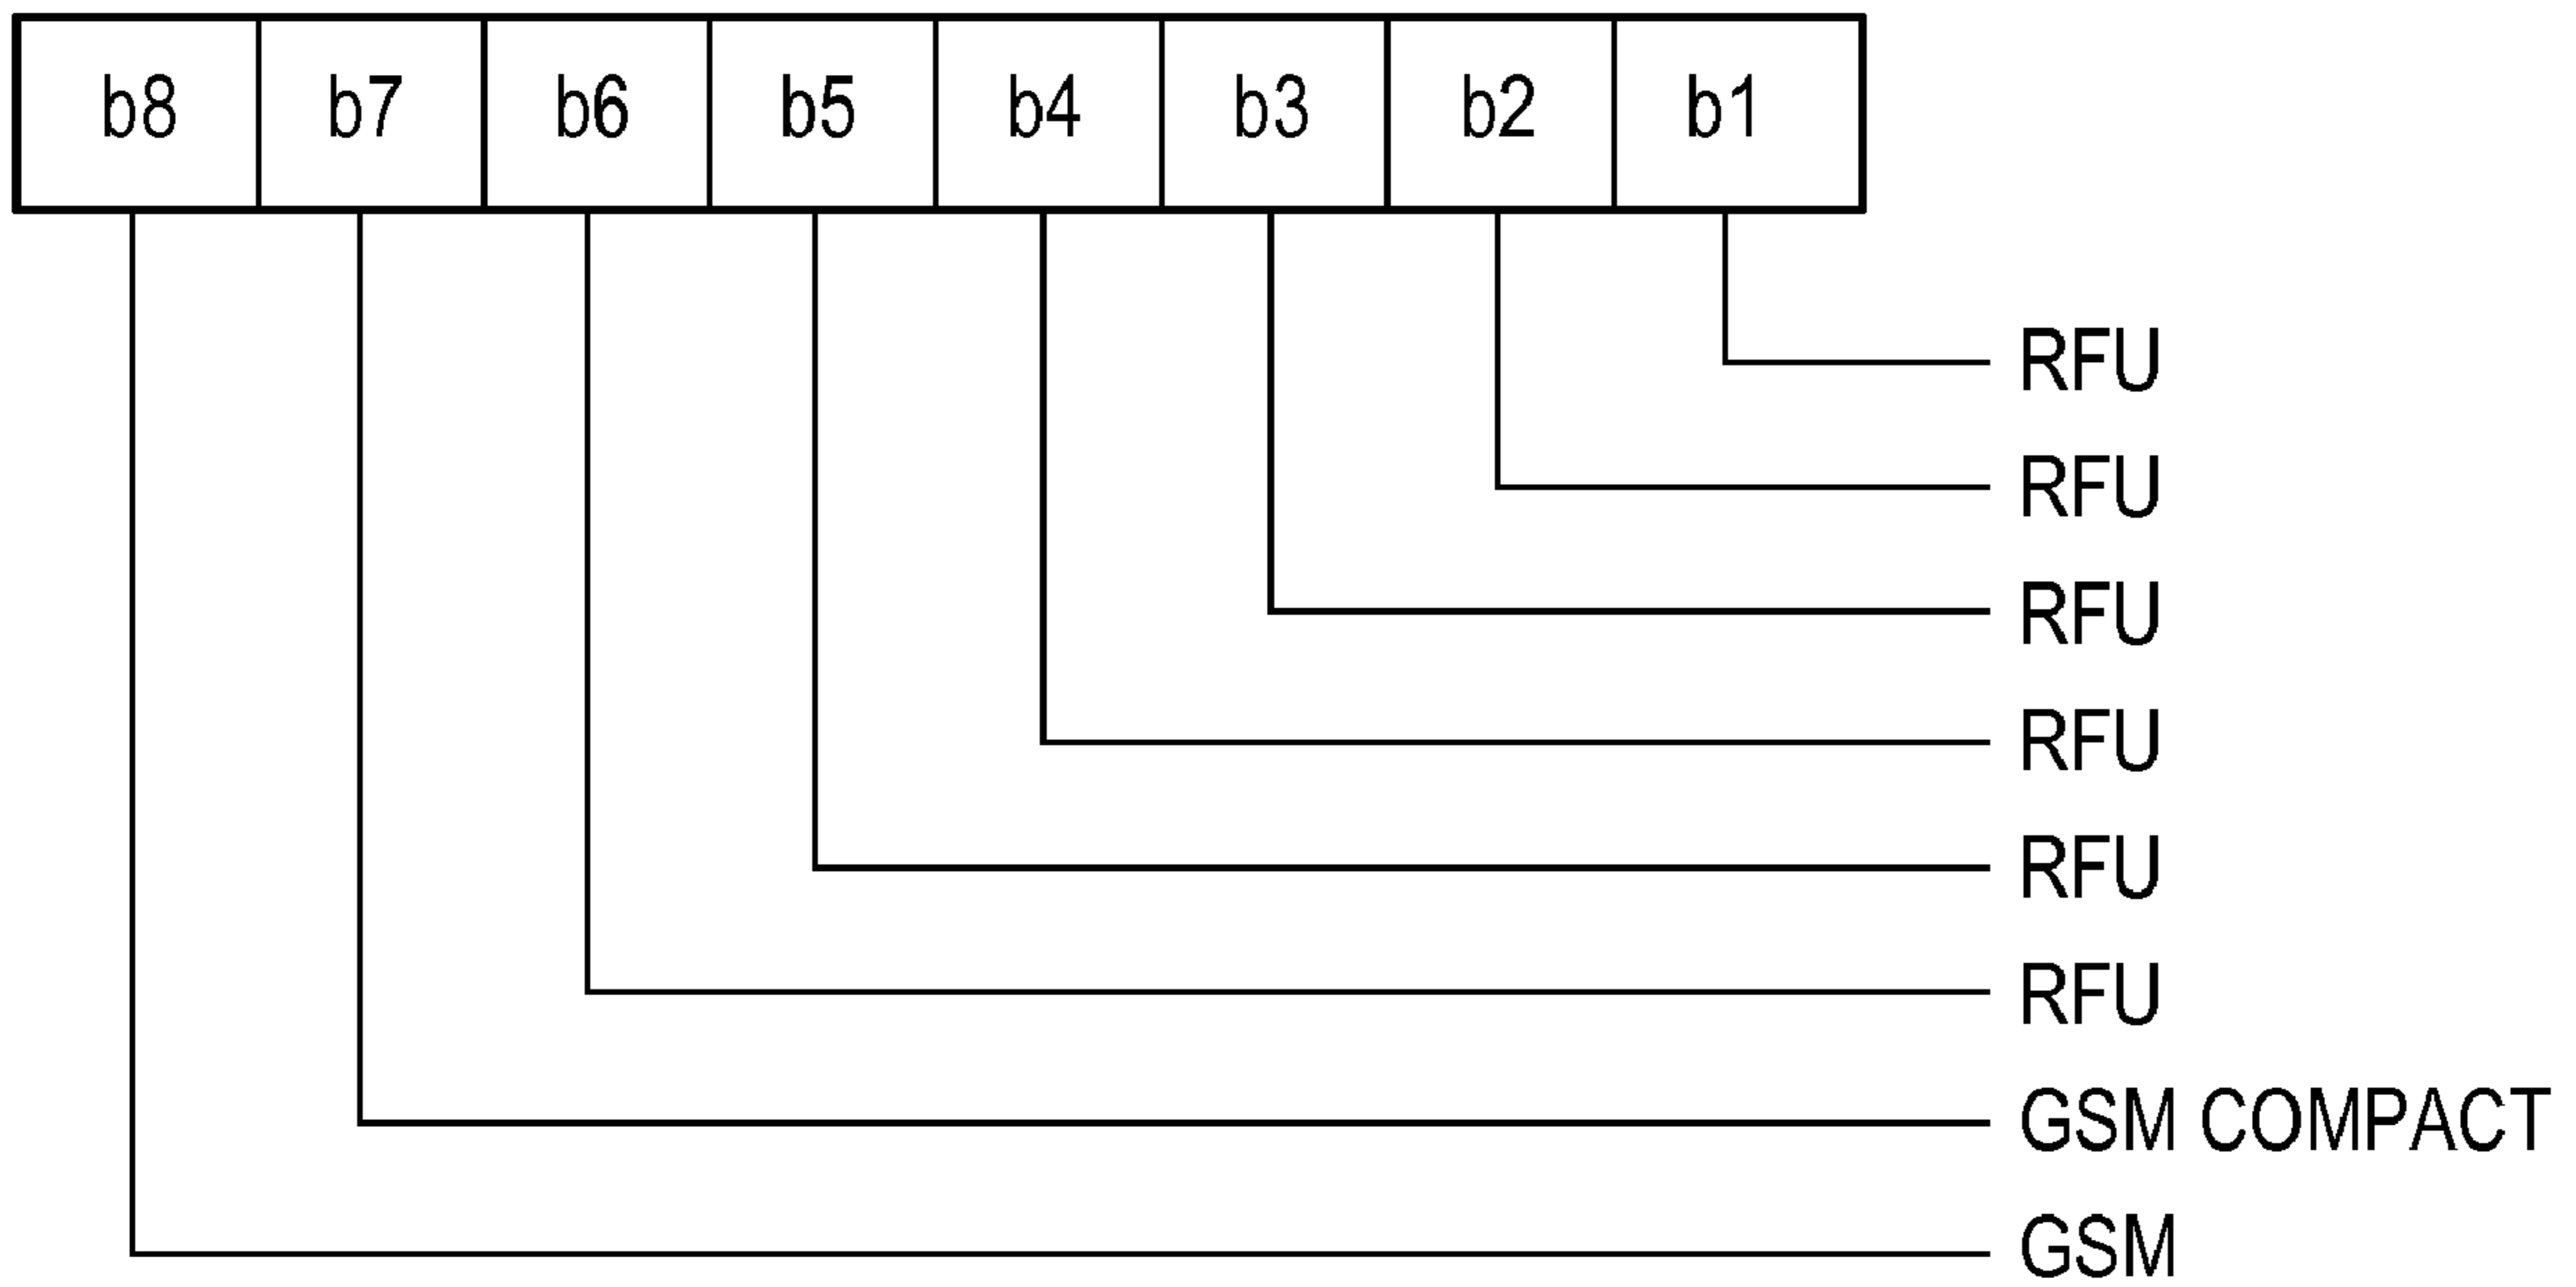 b8 b7 b6 b5 b4 b3 b2 b1
RFU
RFU
RFU
RFU
RFU
RFU
GSM COMPACT
GSM